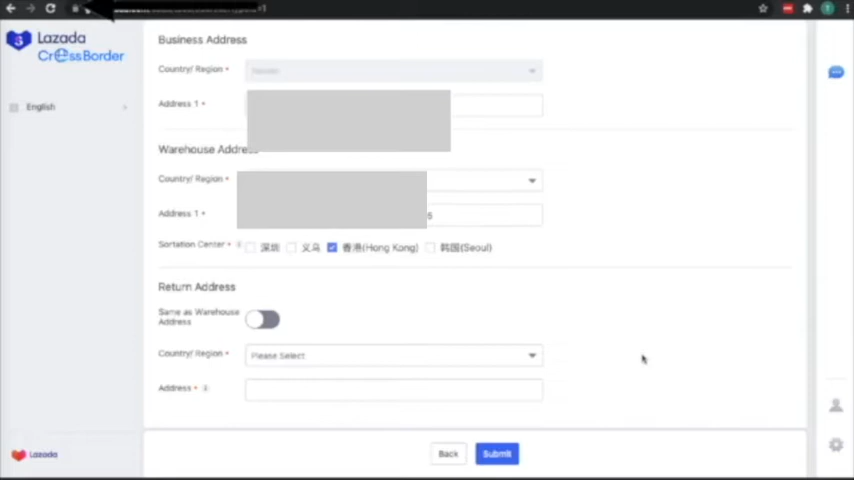 Lazada
CrossBorder
English
Business Address
Country/ Region *
Address 1 *
Warehouse Address
Country/ Region *
Address 1 *
6
Sortation Center *
深圳
义乌
香港(Hong Kong)
韩国(Seoul)
Return Address
Same as Warehouse
Address
Country/ Region *
Please Select
Address *
Lazada
Back
Submit